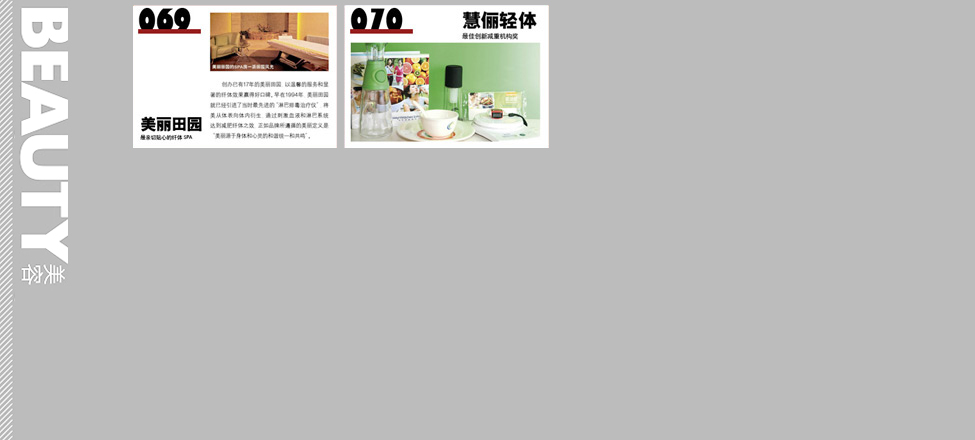 BEAUTY 美容
069
美丽田园的SPA房一派田园风光
创办已有17年的美丽田园 以温馨的服务和显
著的纤体效果赢得好口碑。早在1994年 美丽田园
就已经引进了当时最先进的“淋巴排毒治疗仪” 将
美从体表向体内衍生 通过刺激血液和淋巴系统
达到减肥纤体之效 正如品牌所遵循的美丽定义是
“美丽源于身体和心灵的和谐统一和共鸣”。
美丽田园
最亲切贴心的纤体 SPA
070
慧俪轻体
最佳创新减重机构奖